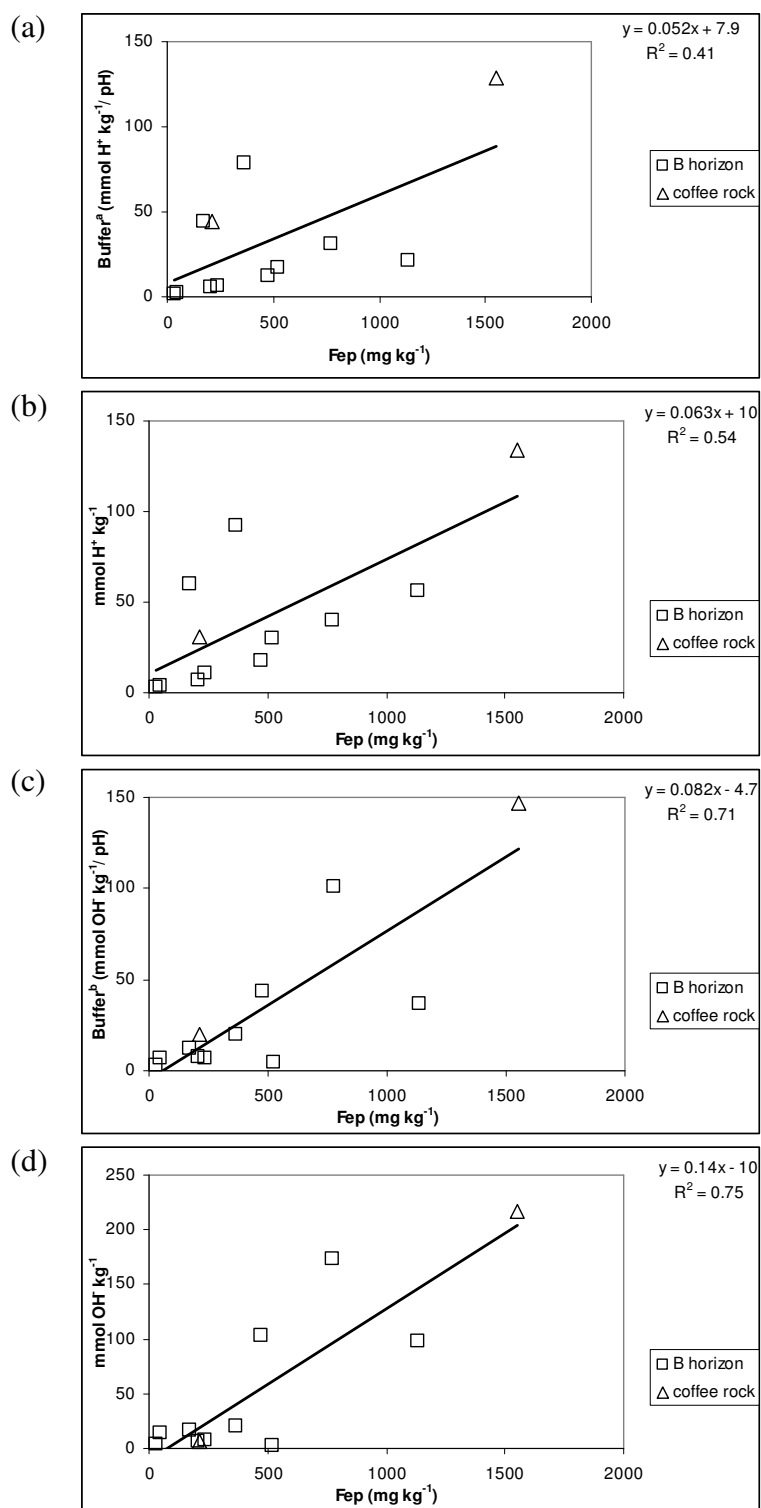 (a)
y = 0.052x + 7.9
R² = 0.41
Bufferᵃ (mmol H⁺ kg⁻¹/ pH)
150
100
50
0
0 500 1000 1500 2000
Fep (mg kg⁻¹)
B horizon
coffee rock
(b)
y = 0.063x + 10
R² = 0.54
mmol H⁺ kg⁻¹
150
100
50
0
0 500 1000 1500 2000
Fep (mg kg⁻¹)
B horizon
coffee rock
(c)
y = 0.082x - 4.7
R² = 0.71
Bufferᵇ (mmol OH⁻ kg⁻¹/ pH)
150
100
50
0
0 500 1000 1500 2000
Fep (mg kg⁻¹)
B horizon
coffee rock
(d)
y = 0.14x - 10
R² = 0.75
mmol OH⁻ kg⁻¹
250
200
150
100
50
0
0 500 1000 1500 2000
Fep (mg kg⁻¹)
B horizon
coffee rock